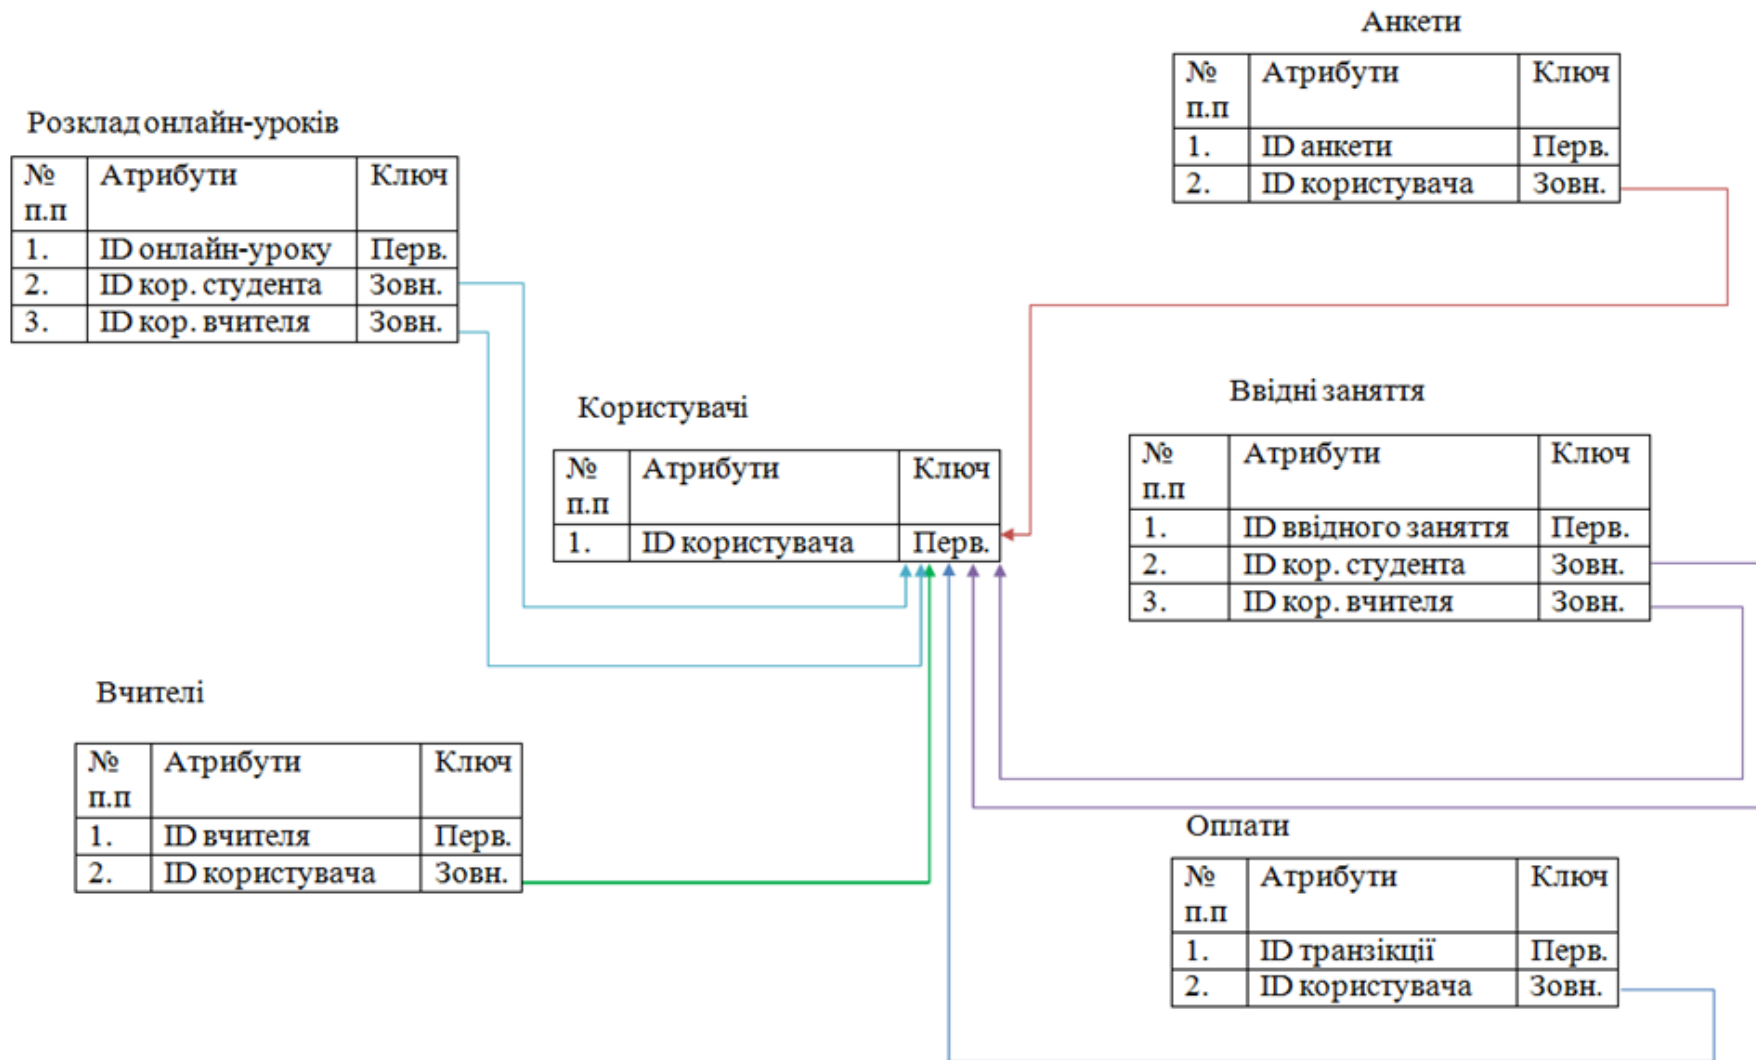 Анкети
№ Атрибути Ключ
п.п
1. ID анкети Перв.
2. ID користувача Зовн.
Розклад онлайн-уроків
№ Атрибути Ключ
п.п
1. ID онлайн-уроку Перв.
2. ID кор. студента Зовн.
3. ID кор. вчителя Зовн.
Користувачі
№ Атрибути Ключ
п.п
1. ID користувача Перв.
Ввідні заняття
№ Атрибути Ключ
п.п
1. ID ввідного заняття Перв.
2. ID кор. студента Зовн.
3. ID кор. вчителя Зовн.
Вчителі
№ Атрибути Ключ
п.п
1. ID вчителя Перв.
2. ID користувача Зовн.
Оплати
№ Атрибути Ключ
п.п
1. ID транзікції Перв.
2. ID користувача Зовн.